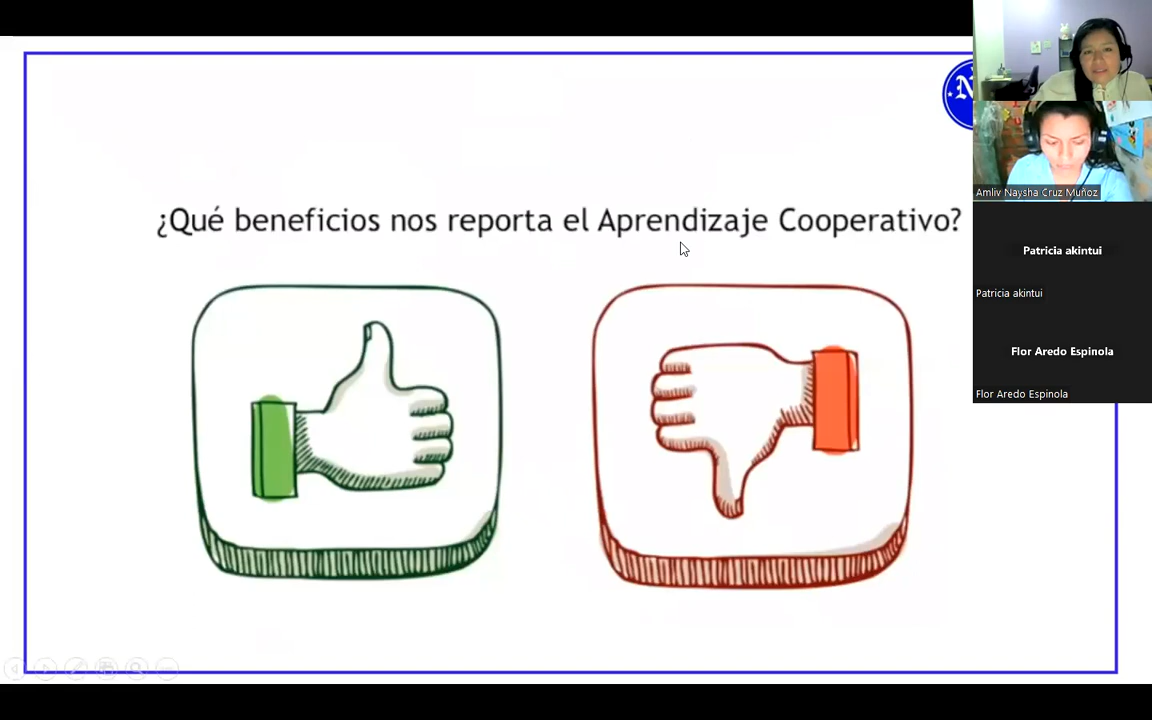 ¿Qué beneficios nos reporta el Aprendizaje Cooperativo?
N
Amliv Naysha Cruz Muñoz
Patricia akintui
Patricia akintui
Flor Aredo Espinola
Flor Aredo Espinola